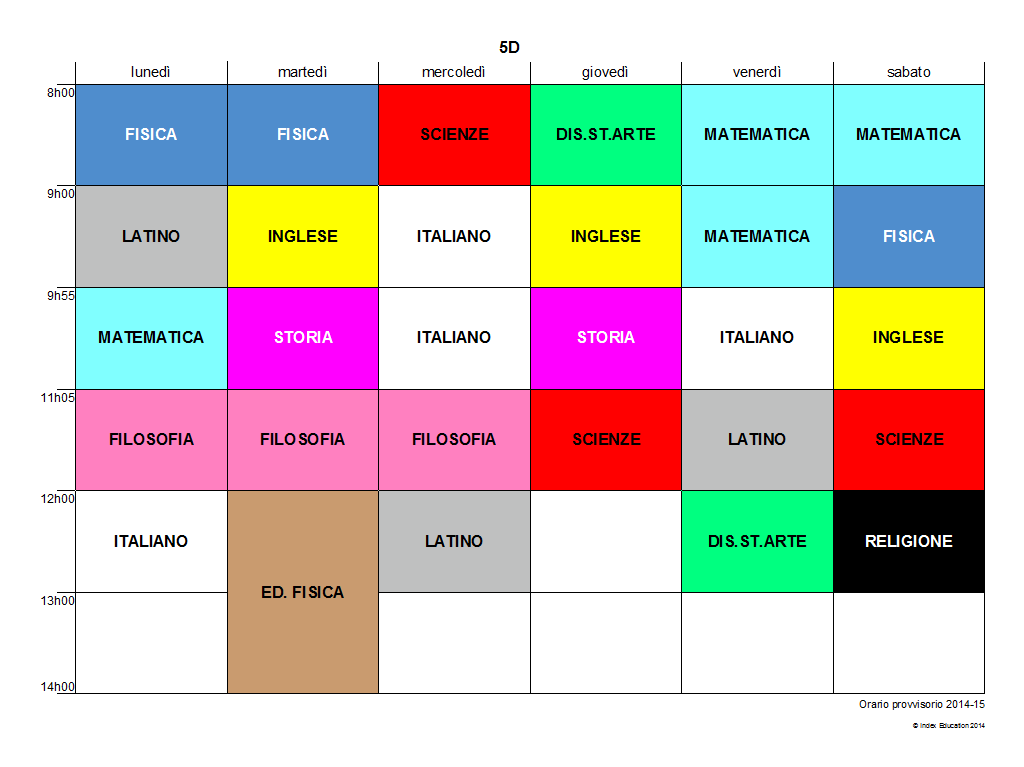 5D
lunedì martedì mercoledì giovedì venerdì sabato
8h00
FISICA FISICA SCIENZE DIS.ST.ARTE MATEMATICA MATEMATICA
9h00
LATINO INGLESE ITALIANO INGLESE MATEMATICA FISICA
9h55
MATEMATICA STORIA ITALIANO STORIA ITALIANO INGLESE
11h05
FILOSOFIA FILOSOFIA FILOSOFIA SCIENZE LATINO SCIENZE
12h00
ITALIANO LATINO DIS.ST.ARTE RELIGIONE
ED. FISICA
13h00
14h00
Orario provvisorio 2014-15
© Index Education 2014